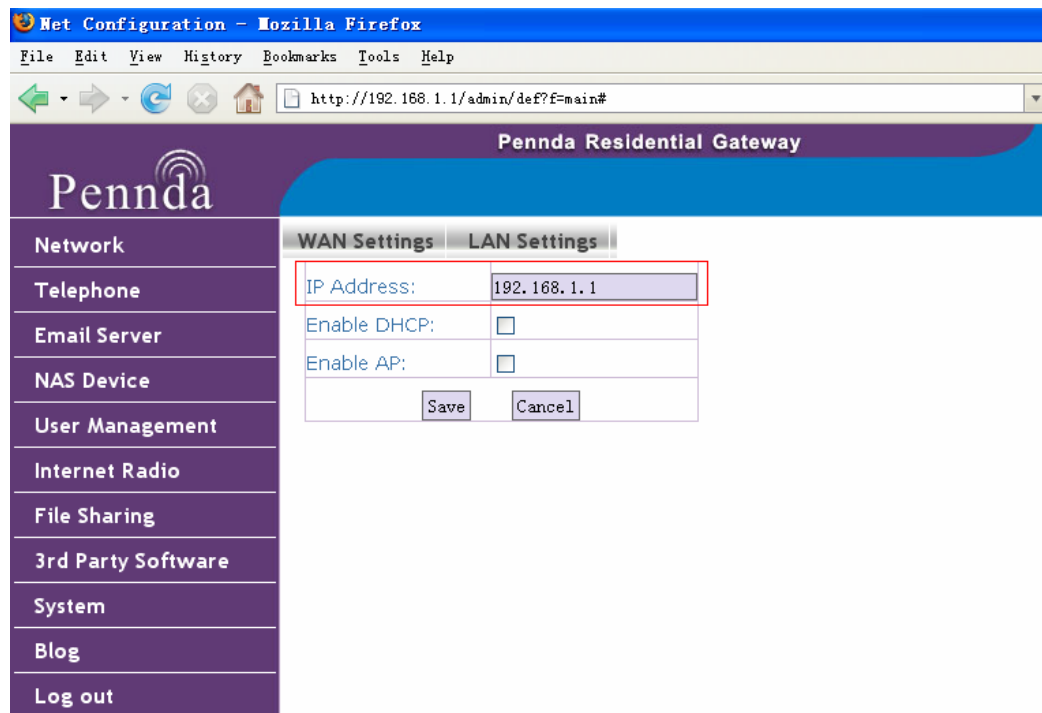 Net Configuration - Mozilla Firefox
File Edit View History Bookmarks Tools Help
http://192.168.1.1/admin/def?f=main#
Pennda Residential Gateway
Pennda
WAN Settings LAN Settings
Network
IP Address: 192.168.1.1
Telephone
Enable DHCP:
Email Server
Enable AP:
NAS Device
Save Cancel
User Management
Internet Radio
File Sharing
3rd Party Software
System
Blog
Log out